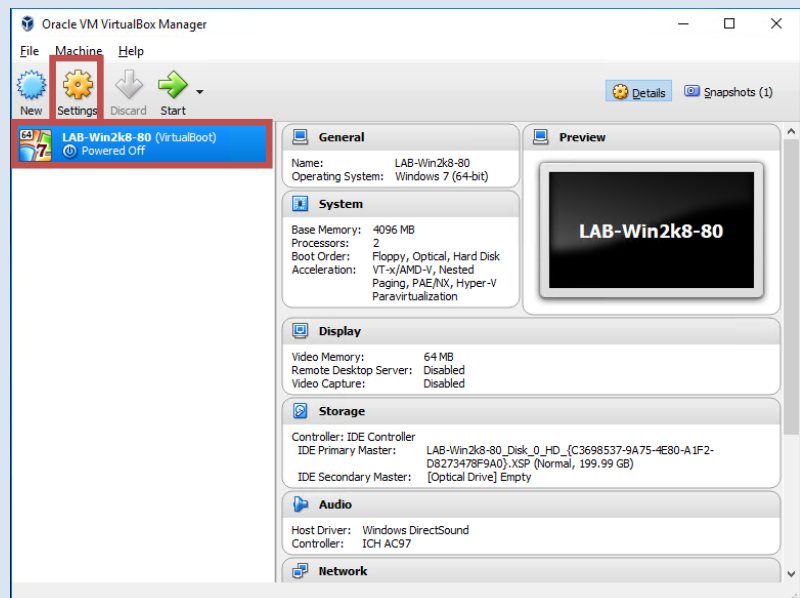 Oracle VM VirtualBox Manager
File Machine Help
New Settings Discard Start
Details Snapshots (1)
64
7
LAB-Win2k8-80 (VirtualBoot)
Powered Off
General
Name: LAB-Win2k8-80
Operating System: Windows 7 (64-bit)
System
Base Memory: 4096 MB
Processors: 2
Boot Order: Floppy, Optical, Hard Disk
Acceleration: VT-x/AMD-V, Nested
Paging, PAE/NX, Hyper-V
Paravirtualization
Preview
LAB-Win2k8-80
Display
Video Memory: 64 MB
Remote Desktop Server: Disabled
Video Capture: Disabled
Storage
Controller: IDE Controller
IDE Primary Master: LAB-Win2k8-80_Disk_0_HD_{C3698537-9A75-4E80-A1F2-
D8273478F9A0}.XSP (Normal, 199.99 GB)
IDE Secondary Master: [Optical Drive] Empty
Audio
Host Driver: Windows DirectSound
Controller: ICH AC97
Network